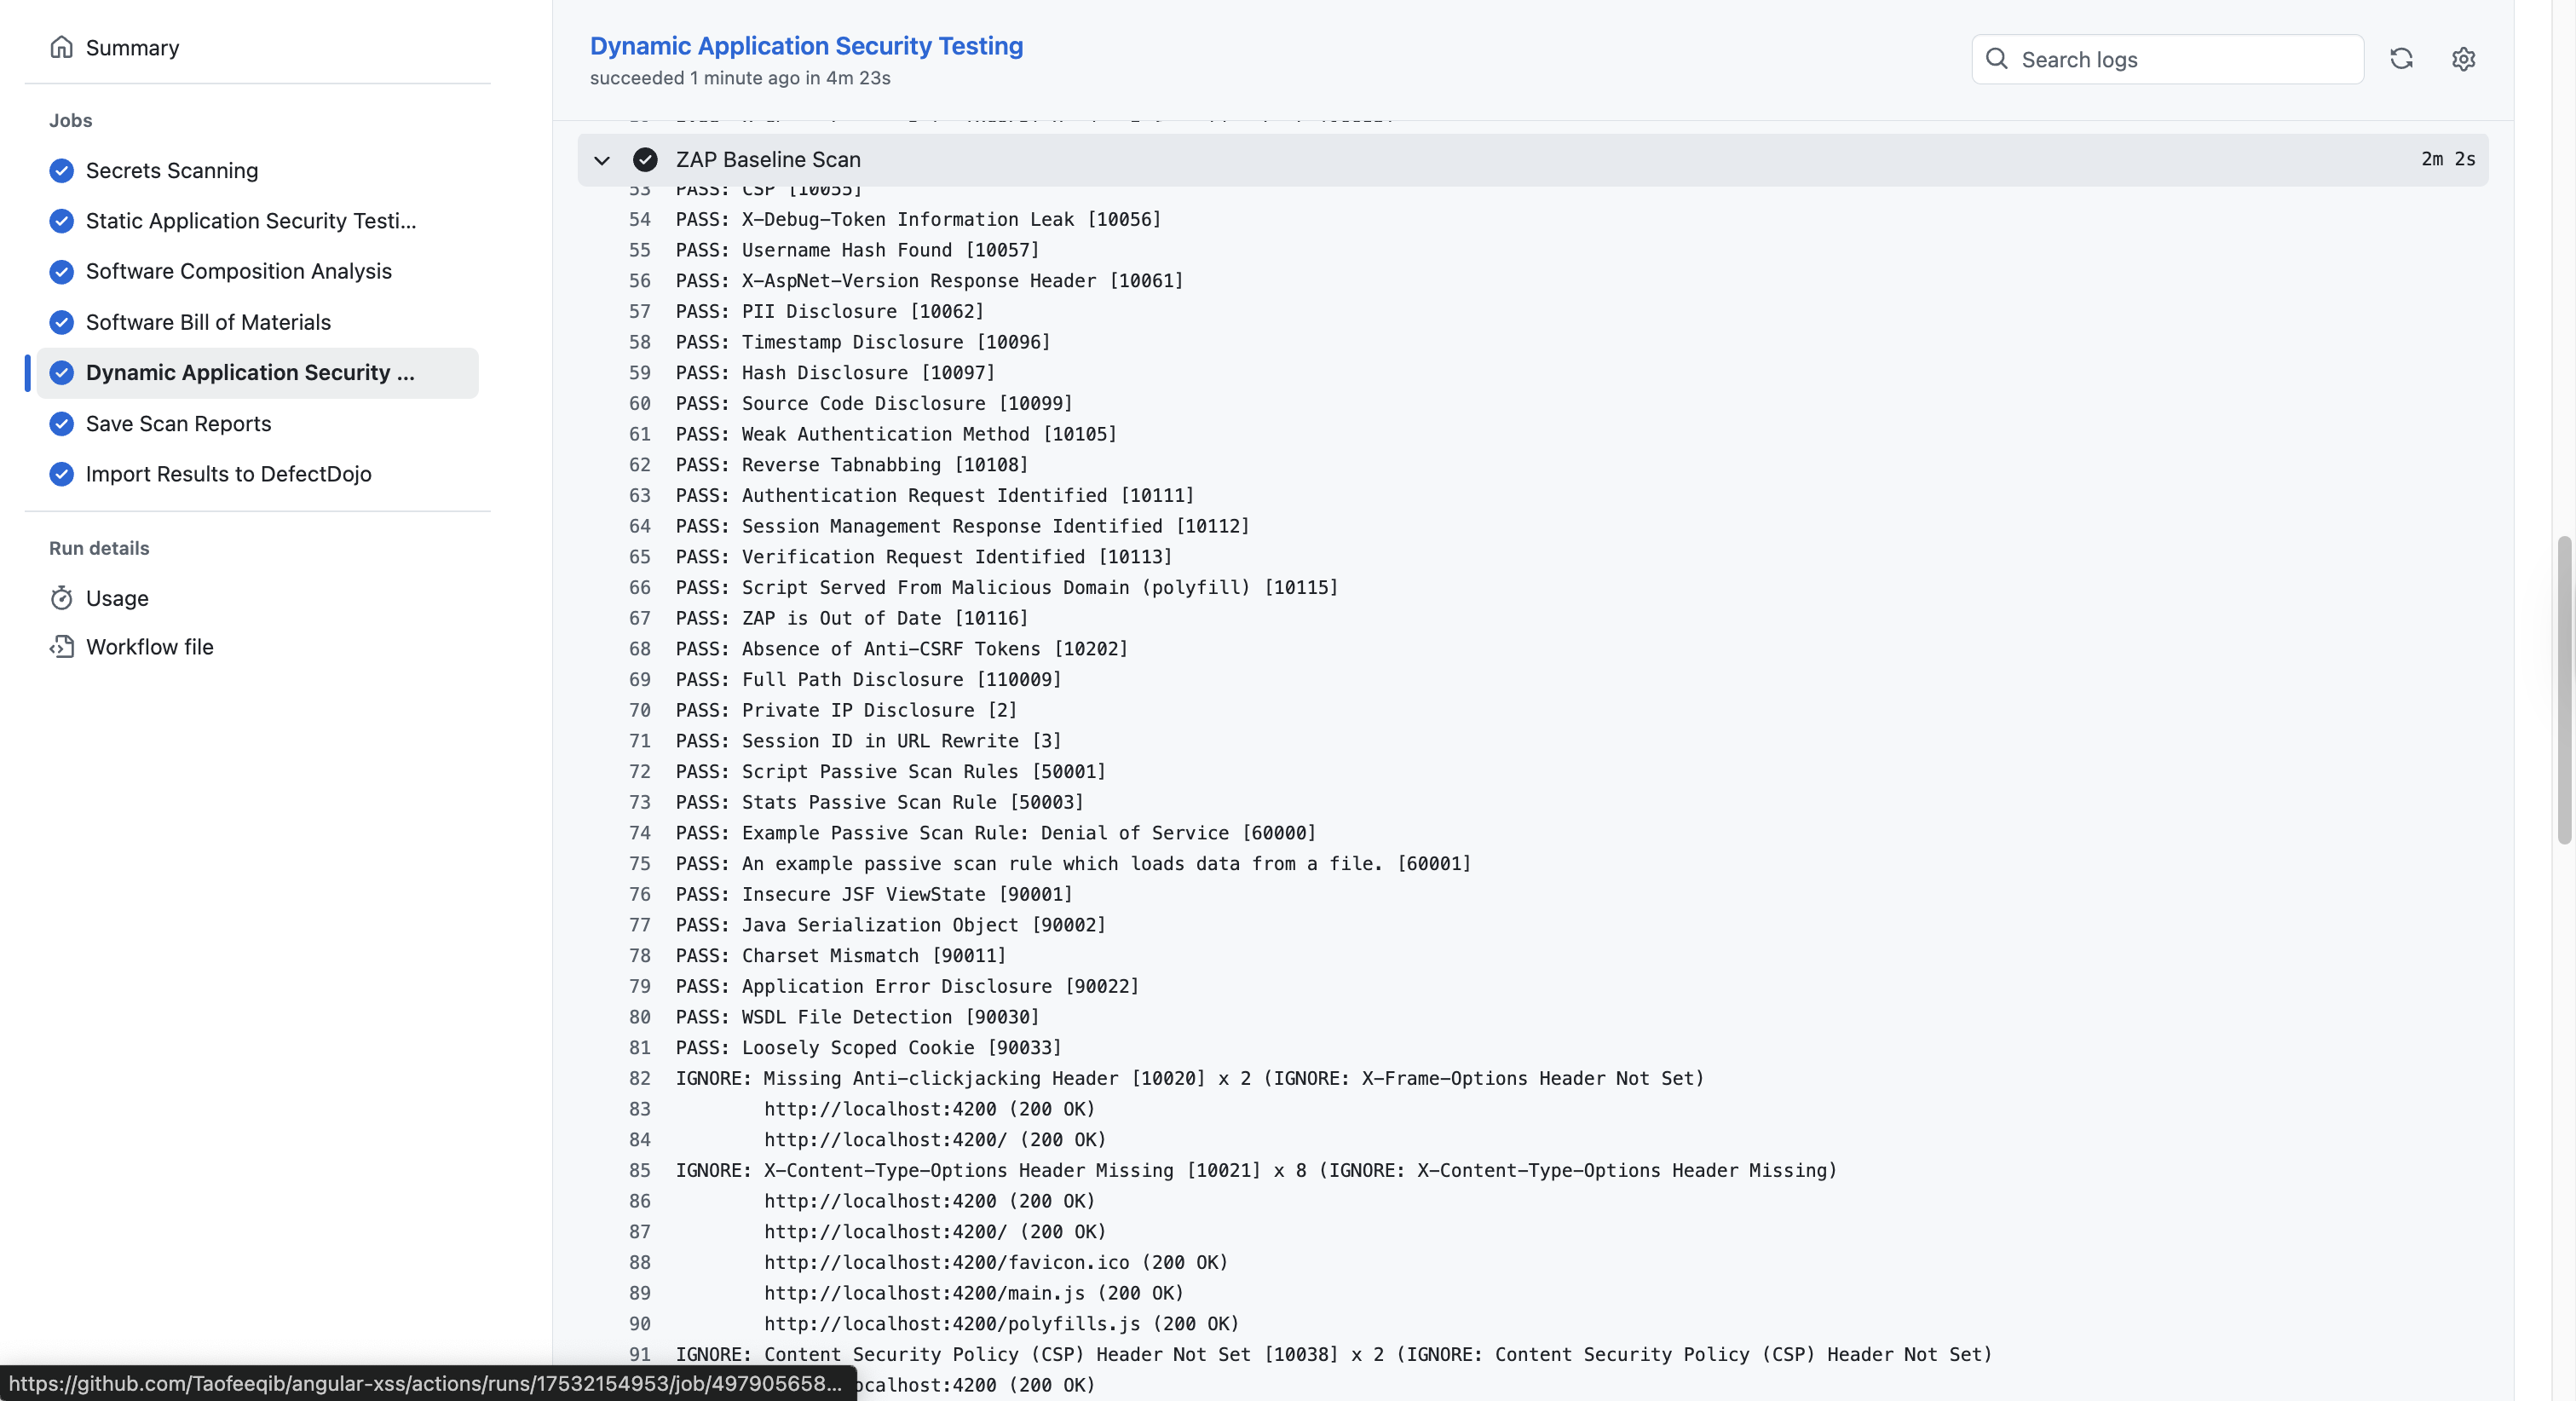 Summary
Jobs
Secrets Scanning
Static Application Security Testi...
Software Composition Analysis
Software Bill of Materials
Dynamic Application Security ...
Save Scan Reports
Import Results to DefectDojo
Run details
Usage
Workflow file
Dynamic Application Security Testing
succeeded 1 minute ago in 4m 23s
Search logs
ZAP Baseline Scan
2m 2s
53 PASS: CSP [10055]
54 PASS: X-Debug-Token Information Leak [10056]
55 PASS: Username Hash Found [10057]
56 PASS: X-AspNet-Version Response Header [10061]
57 PASS: PII Disclosure [10062]
58 PASS: Timestamp Disclosure [10096]
59 PASS: Hash Disclosure [10097]
60 PASS: Source Code Disclosure [10099]
61 PASS: Weak Authentication Method [10105]
62 PASS: Reverse Tabnabbing [10108]
63 PASS: Authentication Request Identified [10111]
64 PASS: Session Management Response Identified [10112]
65 PASS: Verification Request Identified [10113]
66 PASS: Script Served From Malicious Domain (polyfill) [10115]
67 PASS: ZAP is Out of Date [10116]
68 PASS: Absence of Anti-CSRF Tokens [10202]
69 PASS: Full Path Disclosure [110009]
70 PASS: Private IP Disclosure [2]
71 PASS: Session ID in URL Rewrite [3]
72 PASS: Script Passive Scan Rules [50001]
73 PASS: Stats Passive Scan Rule [50003]
74 PASS: Example Passive Scan Rule: Denial of Service [60000]
75 PASS: An example passive scan rule which loads data from a file. [60001]
76 PASS: Insecure JSF ViewState [90001]
77 PASS: Java Serialization Object [90002]
78 PASS: Charset Mismatch [90011]
79 PASS: Application Error Disclosure [90022]
80 PASS: WSDL File Detection [90030]
81 PASS: Loosely Scoped Cookie [90033]
82 IGNORE: Missing Anti-clickjacking Header [10020] x 2 (IGNORE: X-Frame-Options Header Not Set)
83 http://localhost:4200 (200 OK)
84 http://localhost:4200/ (200 OK)
85 IGNORE: X-Content-Type-Options Header Missing [10021] x 8 (IGNORE: X-Content-Type-Options Header Missing)
86 http://localhost:4200 (200 OK)
87 http://localhost:4200/ (200 OK)
88 http://localhost:4200/favicon.ico (200 OK)
89 http://localhost:4200/main.js (200 OK)
90 http://localhost:4200/polyfills.js (200 OK)
91 IGNORE: Content Security Policy (CSP) Header Not Set [10038] x 2 (IGNORE: Content Security Policy (CSP) Header Not Set)
ocalhost:4200 (200 OK)
https://github.com/Taofeeqib/angular-xss/actions/runs/17532154953/job/497905658...